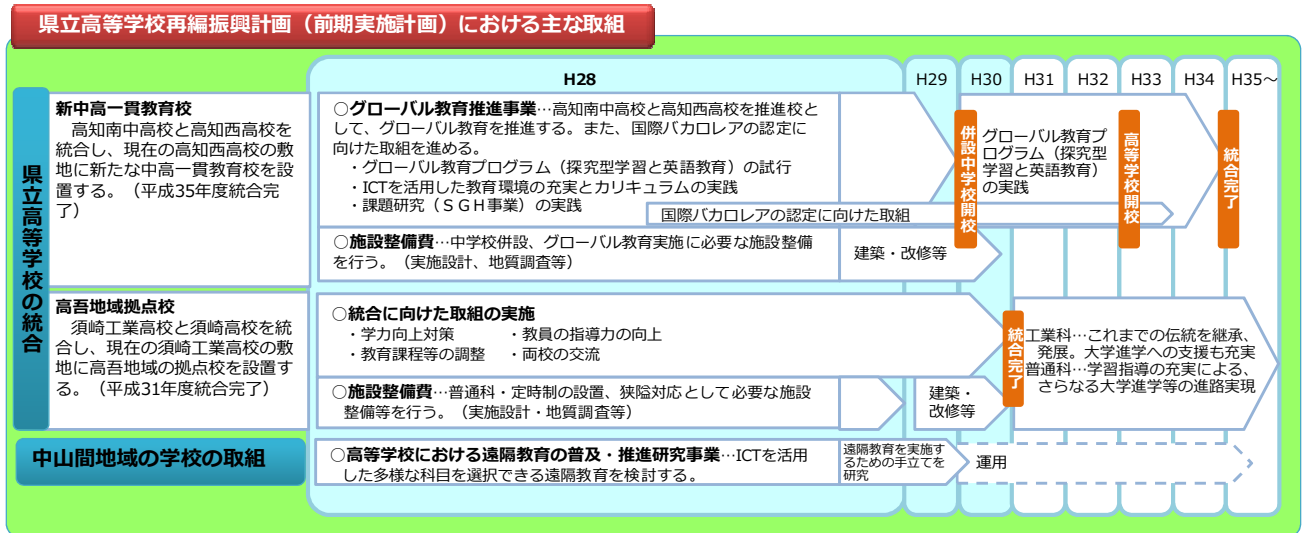 県立高等学校再編振興計画（前期実施計画）における主な取組
H28
H29
H30
H31
H32
H33
H34
H35～
県立高等学校の統合
新中高一貫教育校
高知南中高校と高知西高校を
統合し、現在の高知西高校の敷
地に新たな中高一貫教育校を設
置する。（平成35年度統合完
了）
○グローバル教育推進事業…高知南中高校と高知西高校を推進校と
して、グローバル教育を推進する。また、国際バカロレアの認定に
向けた取組を進める。
・グローバル教育プログラム（探究型学習と英語教育）の試行
・ICTを活用した教育環境の充実とカリキュラムの実践
・課題研究（ＳＧＨ事業）の実践
国際バカロレアの認定に向けた取組
併設中学校開校
グローバル教育プ
ログラム（探究型
学習と英語教育）
の実践
高等学校開校
統合完了
○施設整備費…中学校併設、グローバル教育実施に必要な施設整備
を行う。（実施設計、地質調査等）
建築・改修等
高吾地域拠点校
須崎工業高校と須崎高校を統
合し、現在の須崎工業高校の敷
地に高吾地域の拠点校を設置す
る。（平成31年度統合完了）
○統合に向けた取組の実施
・学力向上対策　　　・教員の指導力の向上
・教育課程等の調整　・両校の交流
統合完了
工業科…これまでの伝統を継承、
発展。大学進学への支援も充実
普通科…学習指導の充実による、
さらなる大学進学等の進路実現
○施設整備費…普通科・定時制の設置、狭隘対応として必要な施設
整備等を行う。（実施設計・地質調査等）
建築・
改修等
中山間地域の学校の取組
○高等学校における遠隔教育の普及・推進研究事業…ICTを活用
した多様な科目を選択できる遠隔教育を検討する。
遠隔教育を実施す
るための手立てを
研究
運用